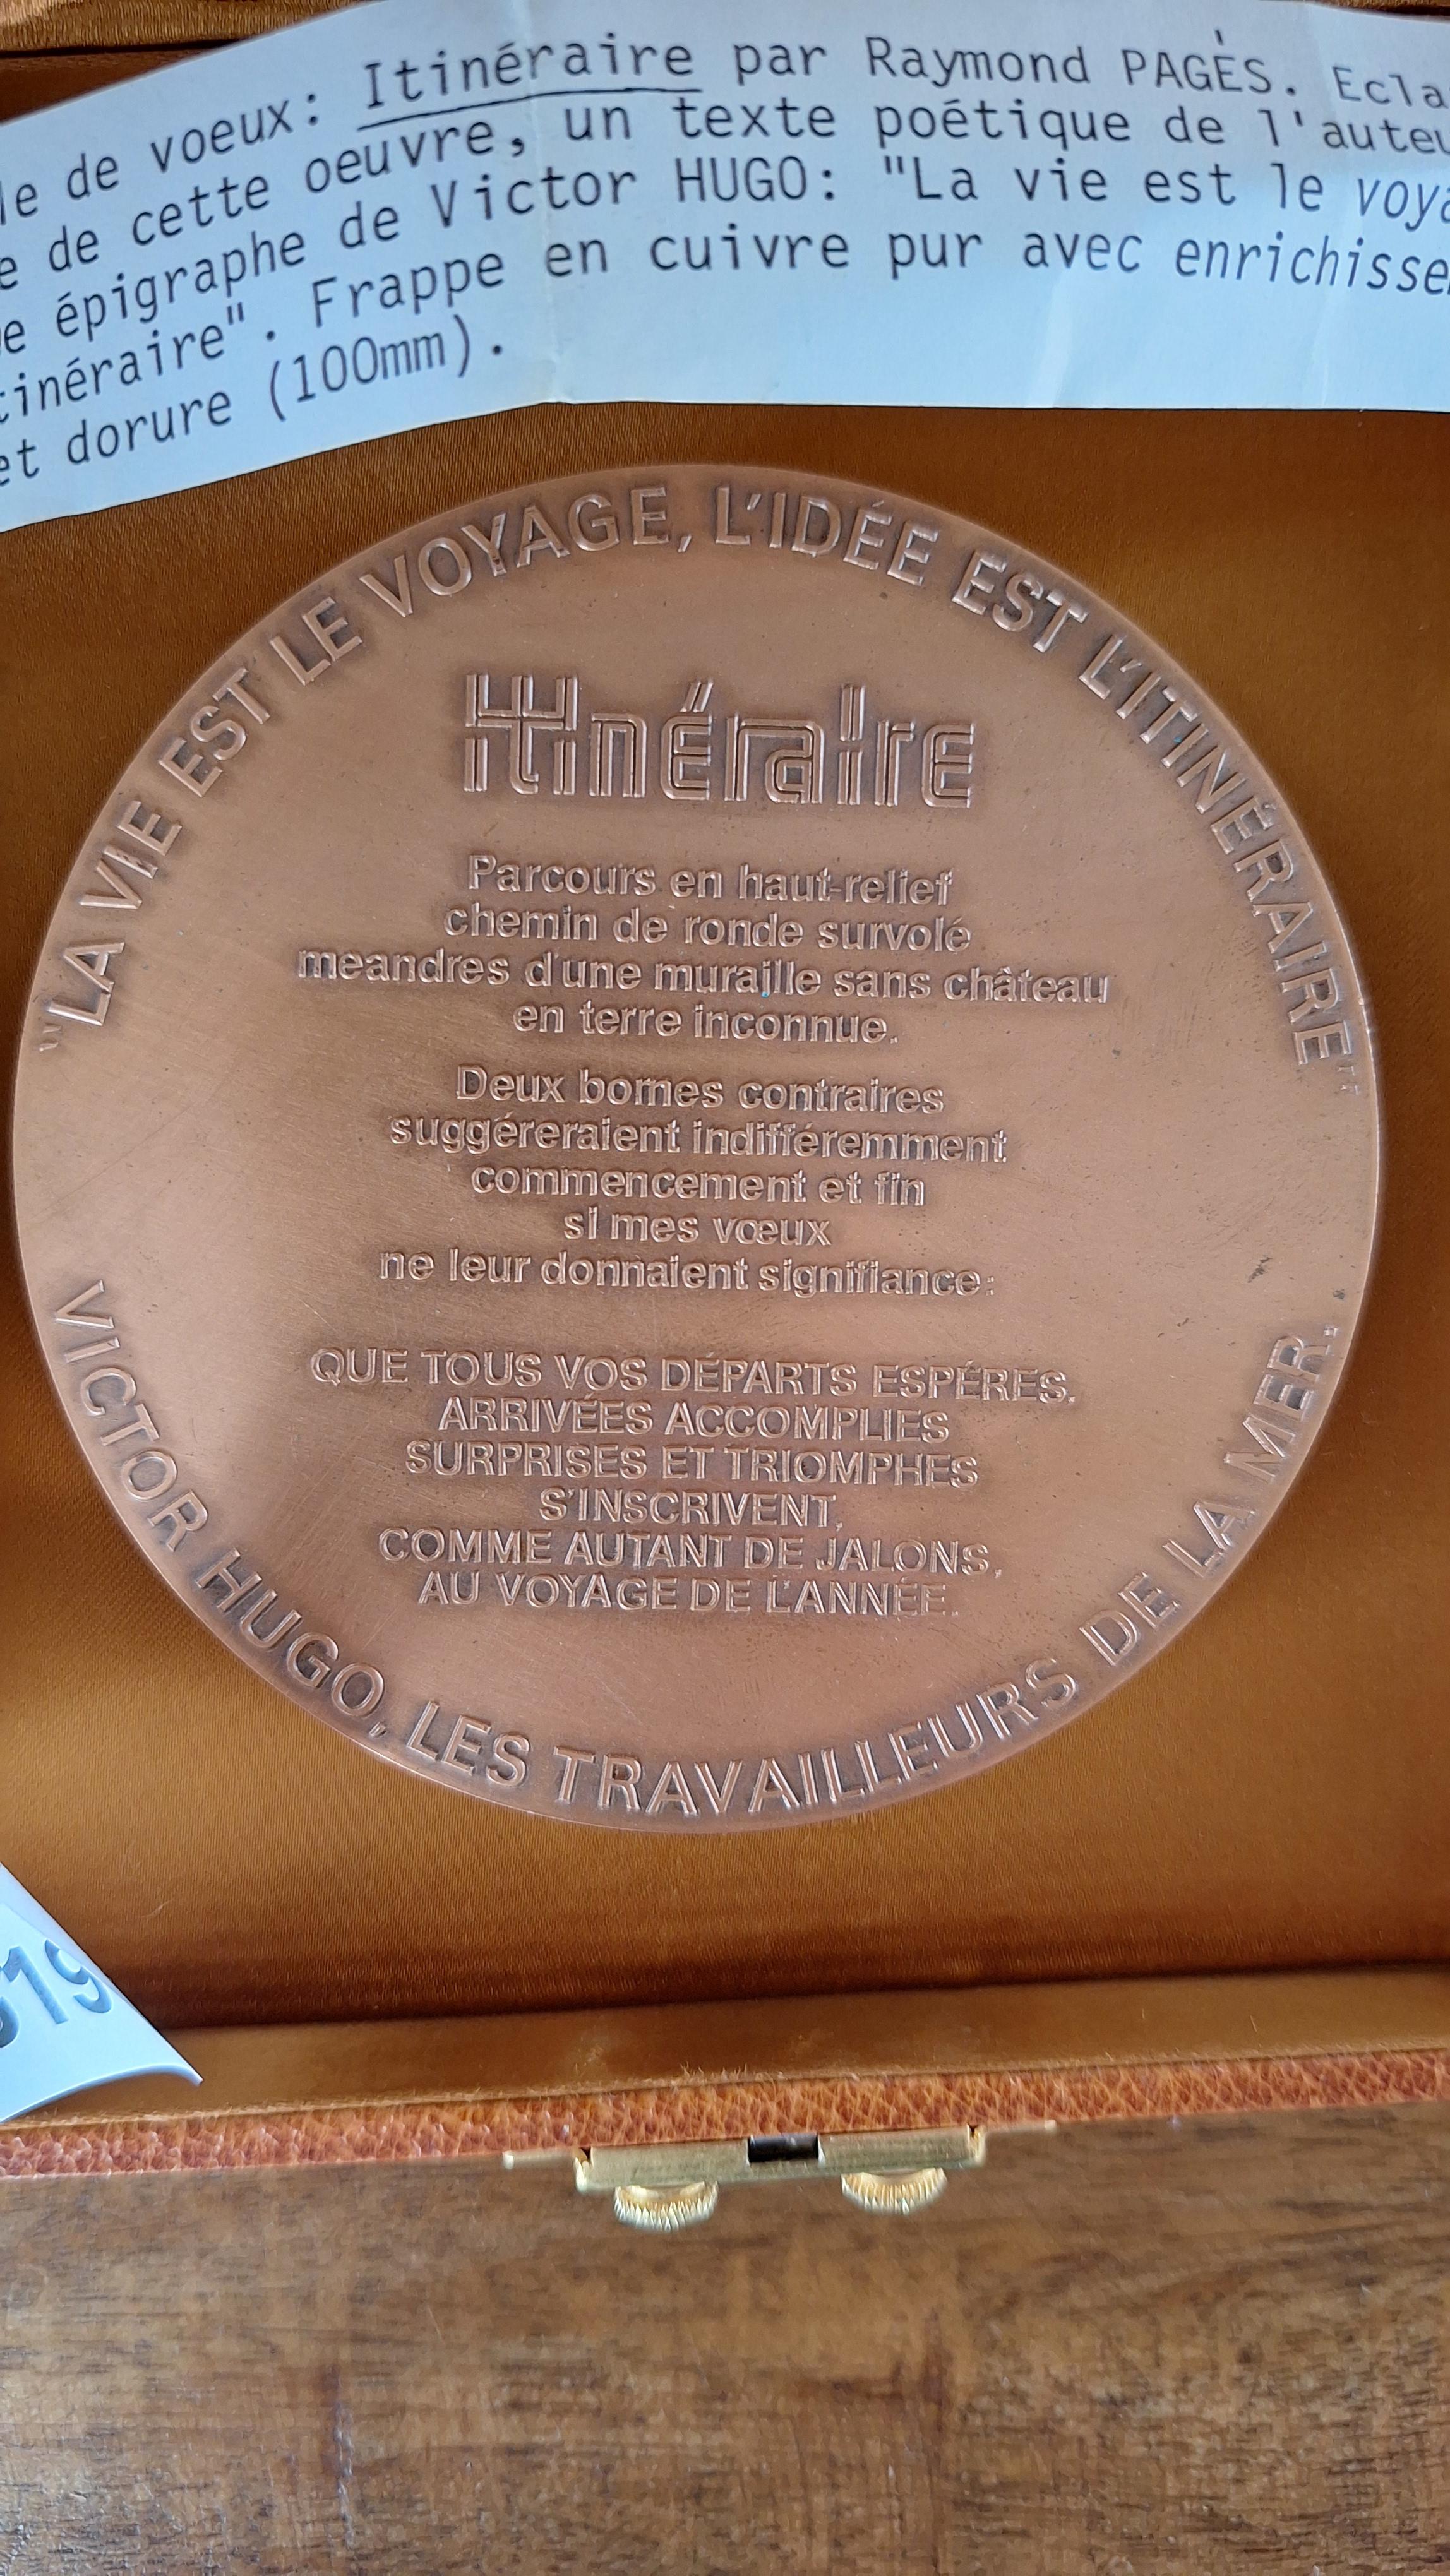 le de voeux: Itinéraire par Raymond PAGÈS. Ecla
e de cette oeuvre, un texte poétique de l'auteu
e épigraphe de Victor HUGO: "La vie est le voya
tinéraire". Frappe en cuivre pur avec enrichisse
et dorure (100mm).
"LA VIE EST LE VOYAGE, L'IDÉE EST L'ITINÉRAIRE"
Itinéraire
Parcours en haut-relief
chemin de ronde survolé
meandres d'une muraille sans château
en terre inconnue.
Deux bornes contraires
suggéreraient indifféremment
commencement et fin
si mes vœux
ne leur donnaient signifiance:
QUE TOUS VOS DÉPARTS ESPÉRES,
ARRIVÉES ACCOMPLIES
SURPRISES ET TRIOMPHES
S'INSCRIVENT,
COMME AUTANT DE JALONS,
AU VOYAGE DE L'ANNÉE.
VICTOR HUGO, LES TRAVAILLEURS DE LA MER.
19